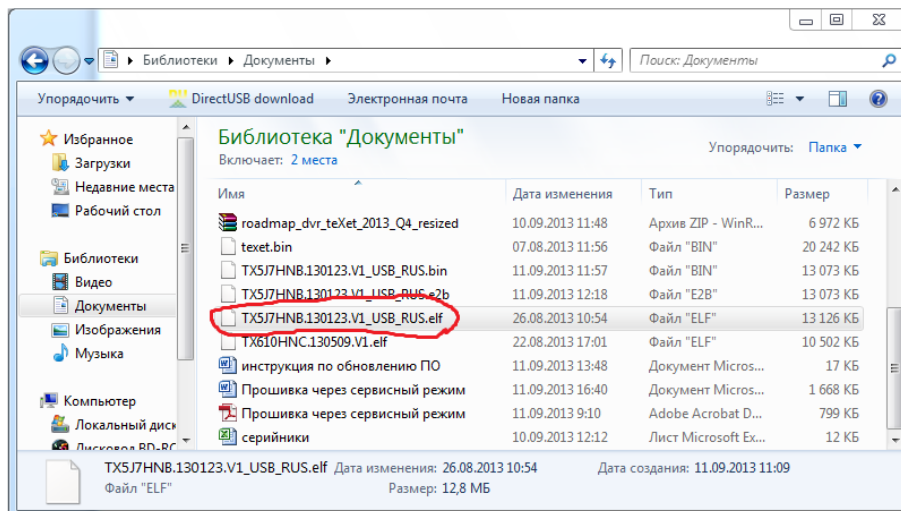 Библиотеки ▸ Документы ▸
Поиск: Документы
Упорядочить ▾ DirectUSB download Электронная почта Новая папка
Избранное
Загрузки
Недавние места
Рабочий стол
Библиотеки
Видео
Документы
Изображения
Музыка
Компьютер
Локальный диск
Дисковод BD-RO
Библиотека "Документы"
Включает: 2 места
Упорядочить: Папка ▾
Имя Дата изменения Тип Размер
roadmap_dvr_teXet_2013_Q4_resized 10.09.2013 11:48 Архив ZIP - WinR... 6 972 КБ
texet.bin 07.08.2013 11:56 Файл "BIN" 20 242 КБ
TX5J7HNB.130123.V1_USB_RUS.bin 11.09.2013 11:57 Файл "BIN" 13 073 КБ
TX5J7HNB.130123.V1_USB_RUS.e2b 11.09.2013 12:18 Файл "E2B" 13 073 КБ
TX5J7HNB.130123.V1_USB_RUS.elf 26.08.2013 10:54 Файл "ELF" 13 126 КБ
TX610HNC.130509.V1.elf 22.08.2013 17:01 Файл "ELF" 10 502 КБ
инструкция по обновлению ПО 11.09.2013 13:48 Документ Micros... 17 КБ
Прошивка через сервисный режим 11.09.2013 16:40 Документ Micros... 1 668 КБ
Прошивка через сервисный режим 11.09.2013 9:10 Adobe Acrobat D... 799 КБ
серийники 10.09.2013 12:12 Лист Microsoft Ex... 12 КБ
TX5J7HNB.130123.V1_USB_RUS.elf Дата изменения: 26.08.2013 10:54 Дата создания: 11.09.2013 11:09
Файл "ELF" Размер: 12,8 МБ